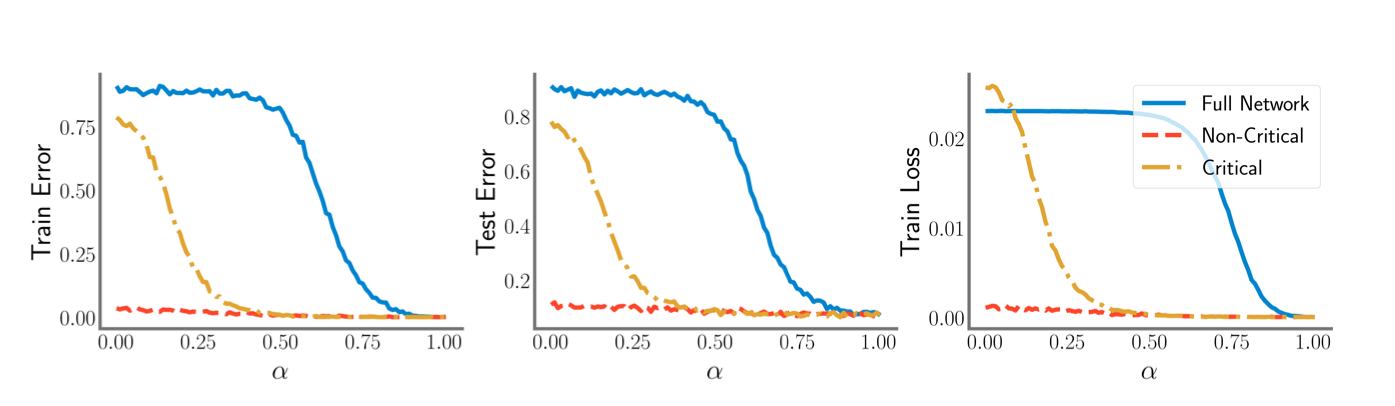 Train Error
0.75
0.50
0.25
0.00
0.00 0.25 0.50 0.75 1.00
α
Test Error
0.8
0.6
0.4
0.2
0.00 0.25 0.50 0.75 1.00
α
Train Loss
0.02
0.01
0.00
0.00 0.25 0.50 0.75 1.00
α
Full Network
Non-Critical
Critical